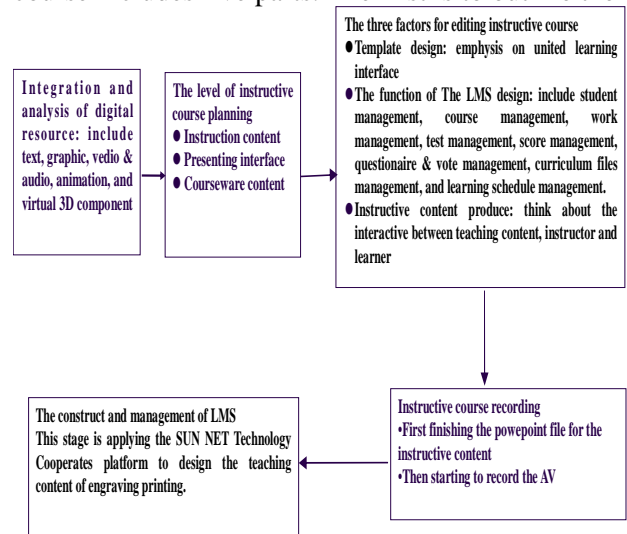 Integration and
analysis of digital
resource: include
text, graphic, vedio &
audio, animation, and
virtual 3D component
The level of instructive
course planning
● Instruction content
● Presenting interface
● Courseware content
The three factors for editing instructive course
●Template design: emphysis on united learning
interface
●The function of The LMS design: include student
management, course management, work
management, test management, score management,
questionaire & vote management, curriculum files
management, and learning schedule management.
●Instructive content produce: think about the
interactive between teaching content, instructor and
learner
Instructive course recording
•First finishing the powepoint file for the
instructive content
•Then starting to record the AV
The construct and management of LMS
This stage is applying the SUN NET Technology
Cooperates platform to design the teaching
content of engraving printing.